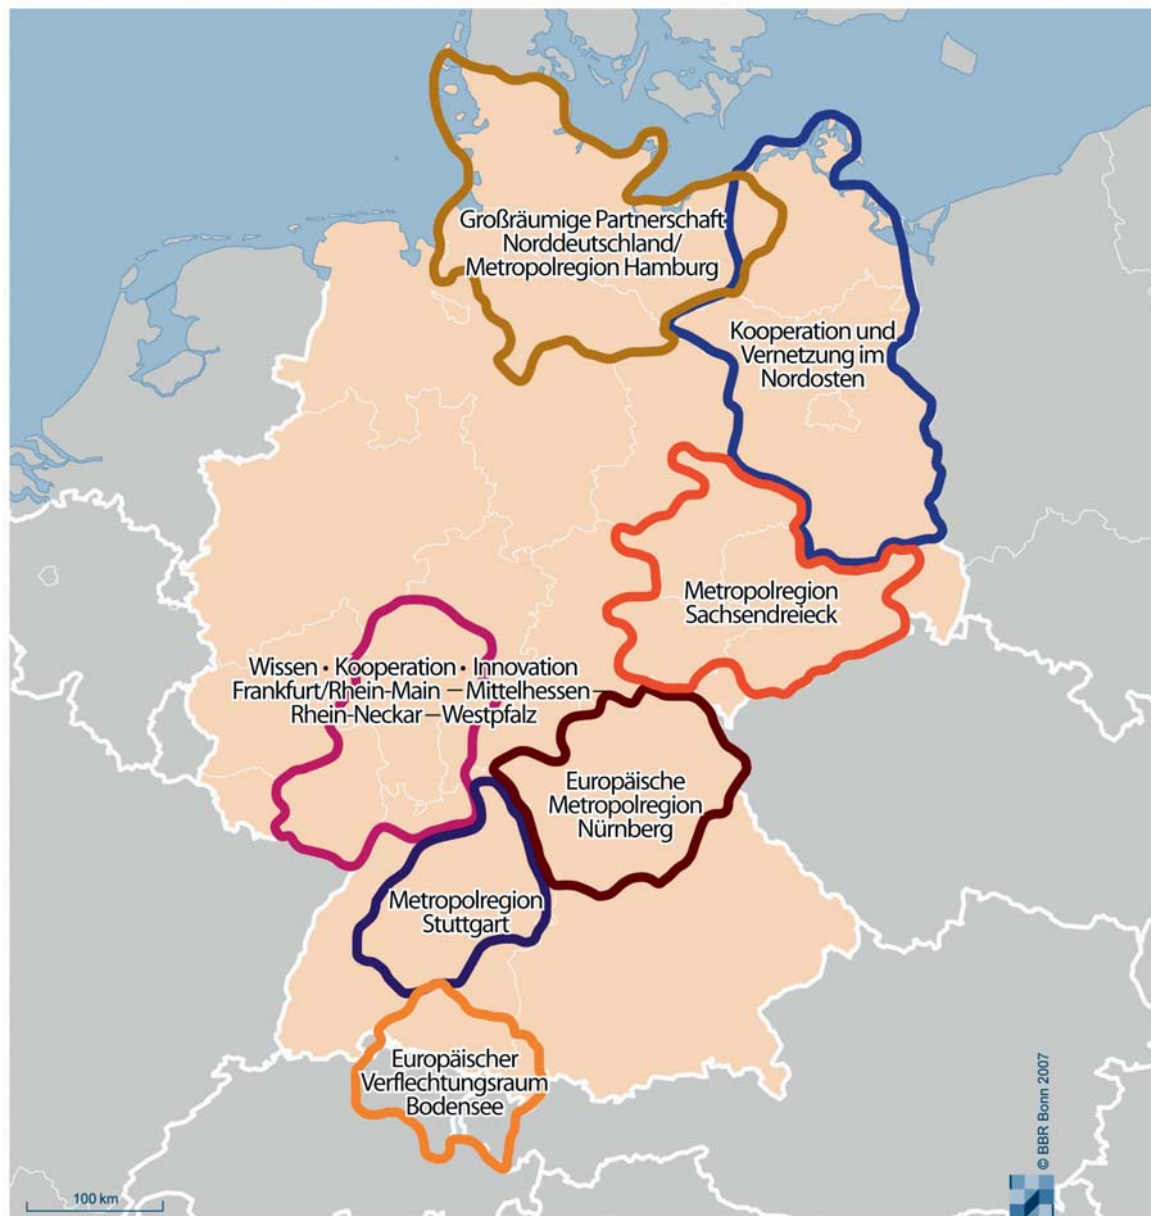 Großräumige Partnerschaft
Norddeutschland/
Metropolregion Hamburg
Kooperation und
Vernetzung im
Nordosten
Metropolregion
Sachsendreieck
Wissen • Kooperation • Innovation
Frankfurt/Rhein-Main – Mittelhessen –
Rhein-Neckar – Westpfalz
Europäische
Metropolregion
Nürnberg
Metropolregion
Stuttgart
Europäischer
Verflechtungsraum
Bodensee
100 km
© BBR Bonn 2007